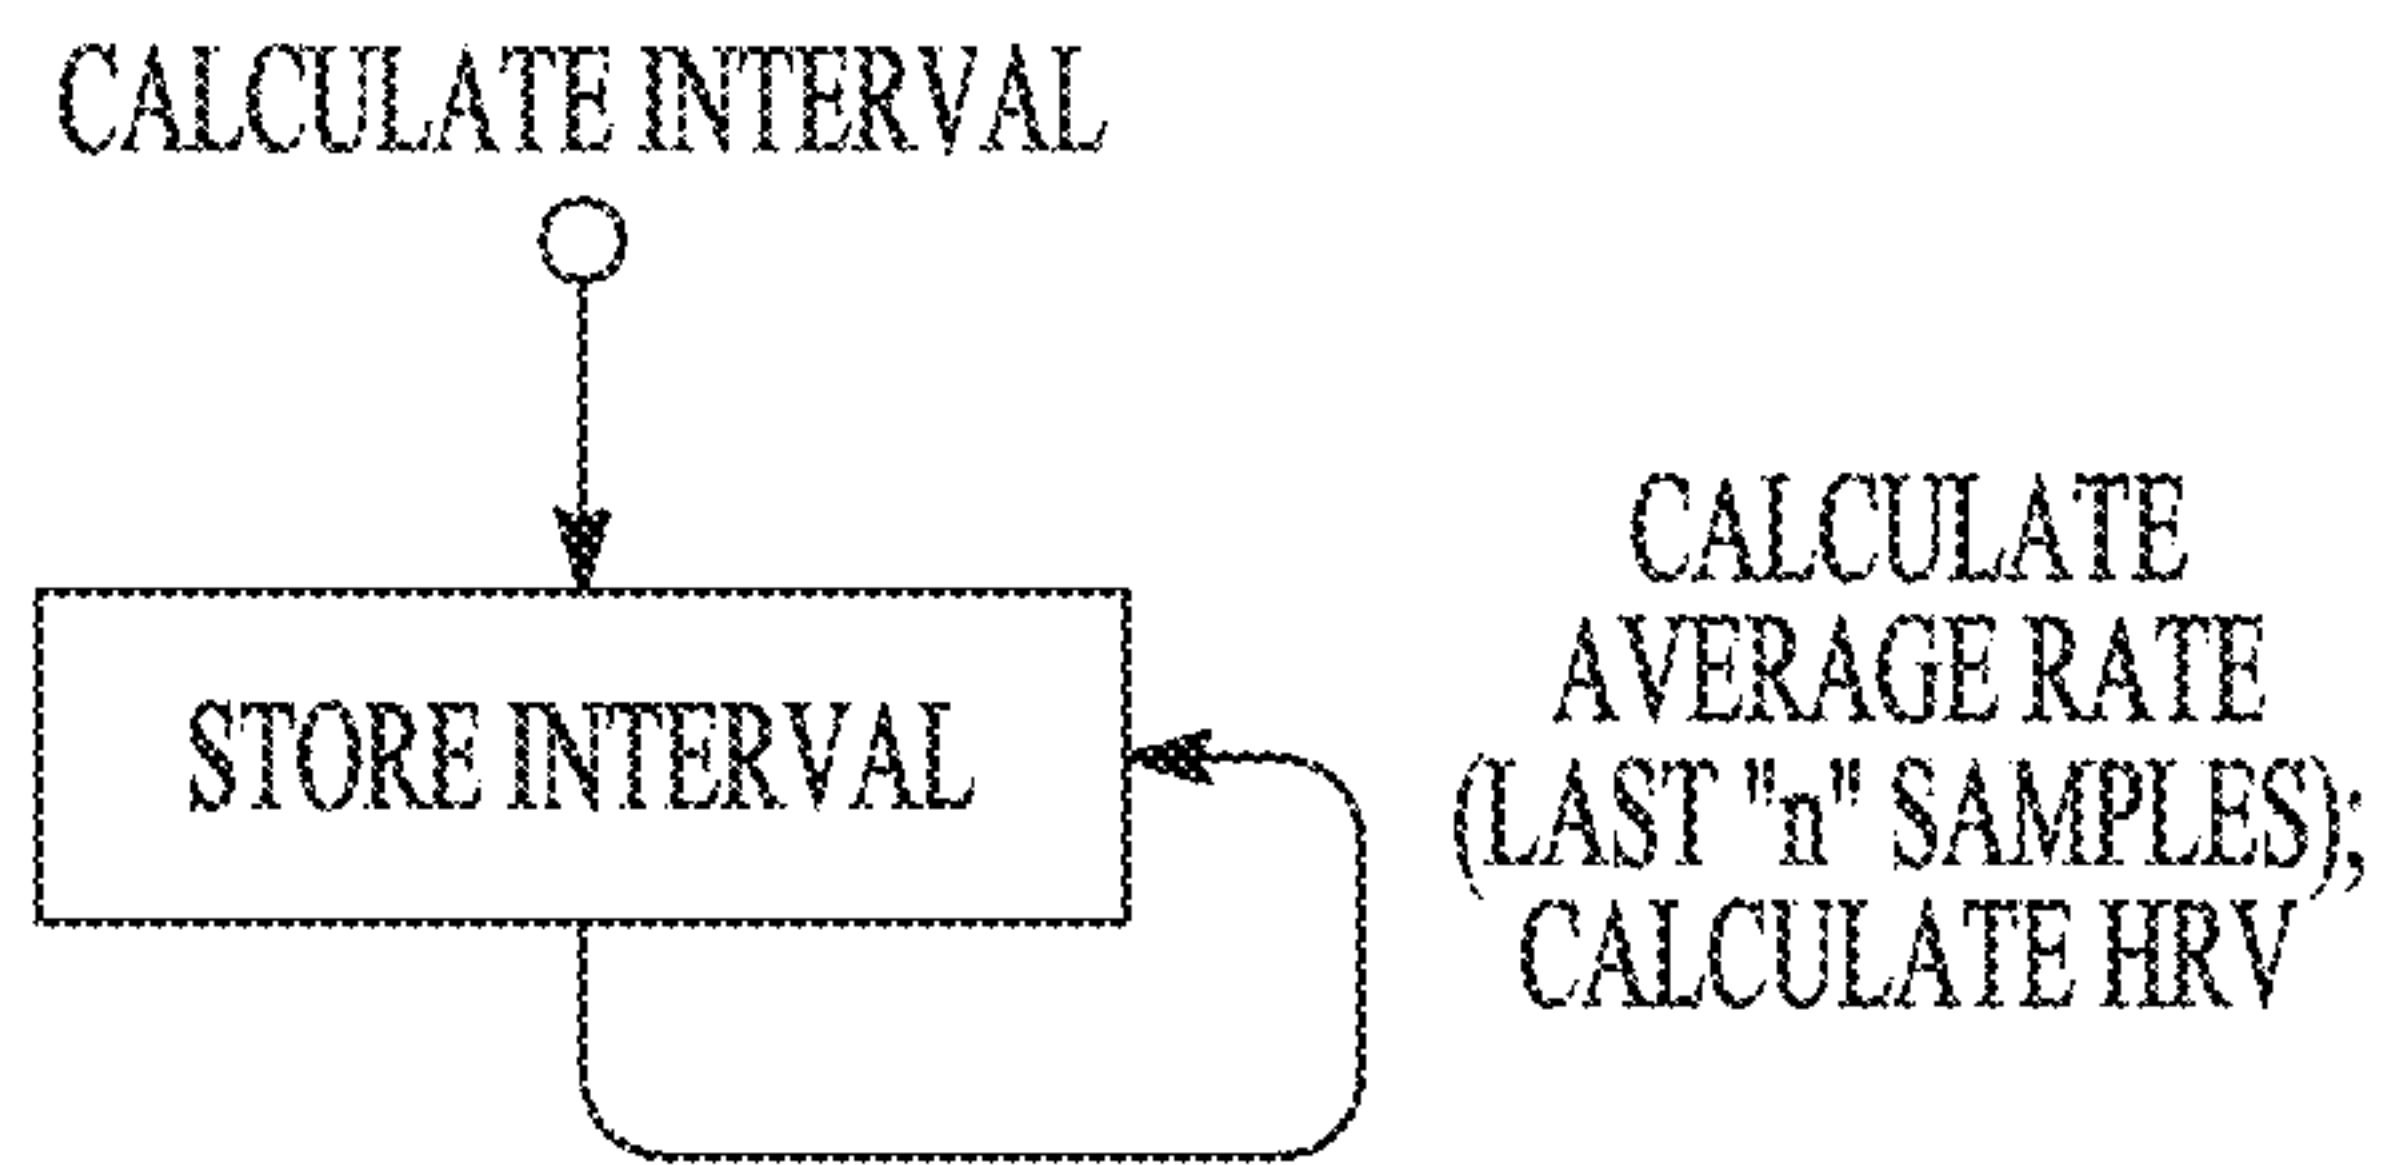 CALCULATE INTERVAL
STORE INTERVAL
CALCULATE
AVERAGE RATE
(LAST "n" SAMPLES);
CALCULATE HRV